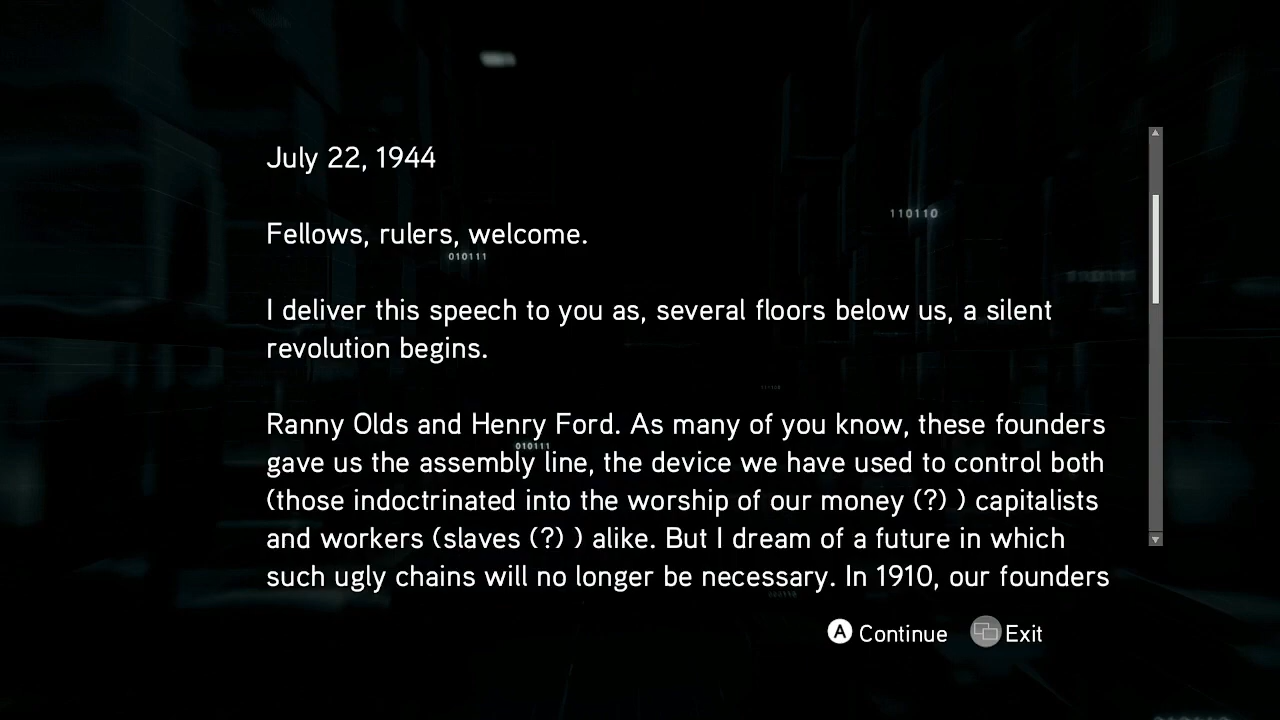 July 22, 1944
110110
Fellows, rulers, welcome.
010111
I deliver this speech to you as, several floors below us, a silent
revolution begins.
Ranny Olds and Henry Ford. As many of you know, these founders
010111
gave us the assembly line, the device we have used to control both
(those indoctrinated into the worship of our money (?) ) capitalists
and workers (slaves (?) ) alike. But I dream of a future in which
such ugly chains will no longer be necessary. In 1910, our founders
A Continue
Exit